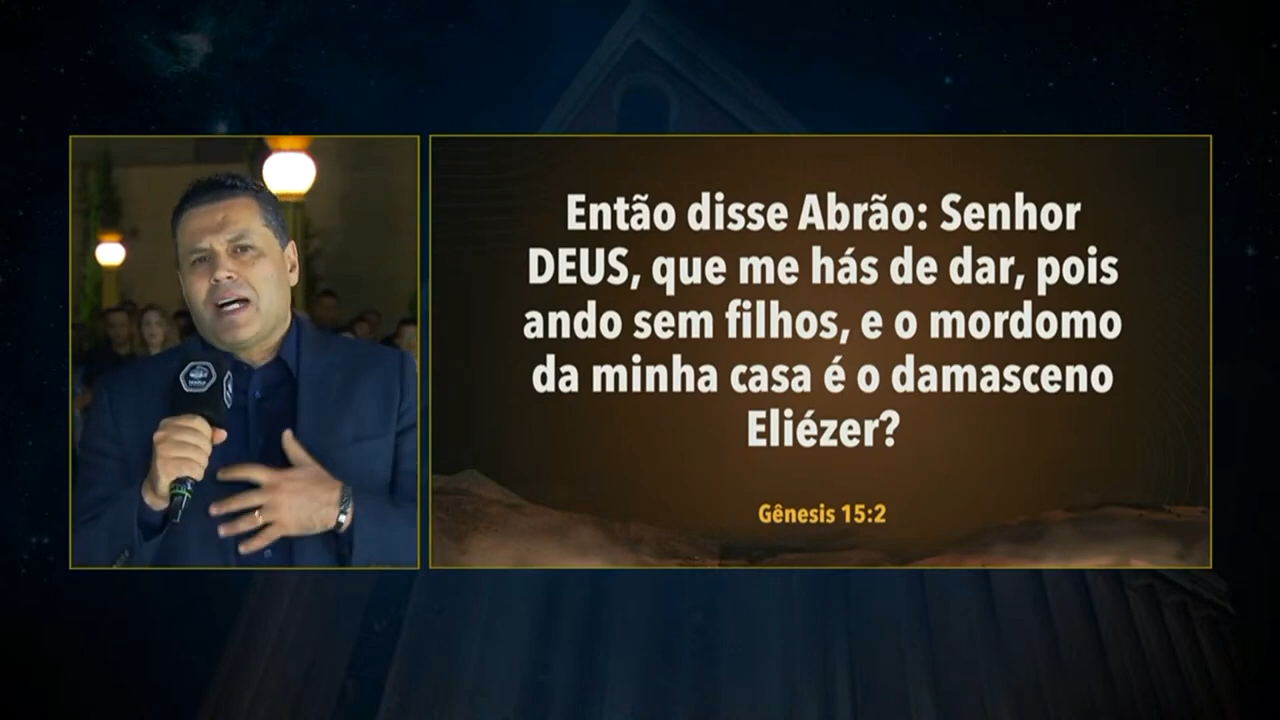 Então disse Abrão: Senhor
DEUS, que me hás de dar, pois
ando sem filhos, e o mordomo
da minha casa é o damasceno
Eliézer?
Gênesis 15:2